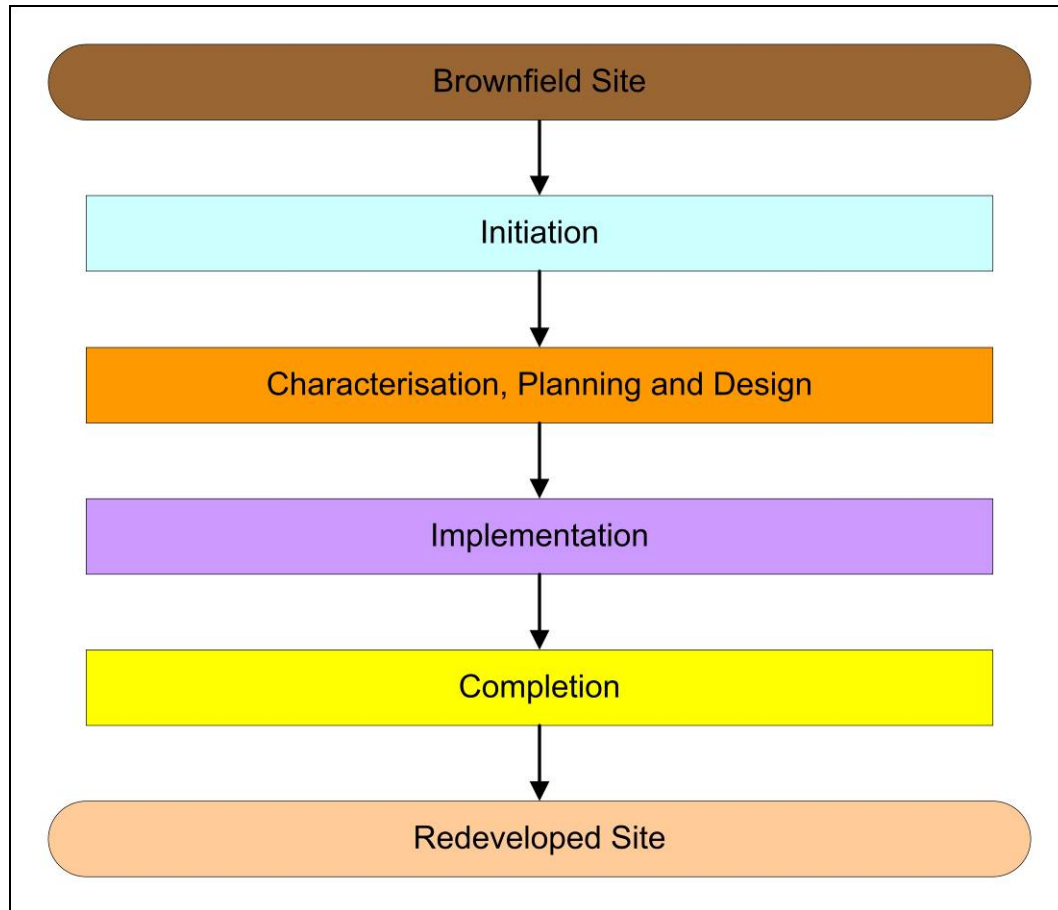 Brownfield Site
Initiation
Characterisation, Planning and Design
Implementation
Completion
Redeveloped Site